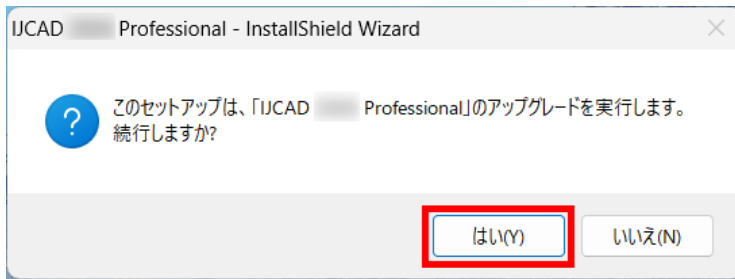 IJCAD Professional - InstallShield Wizard
このセットアップは、「IJCAD Professional」のアップグレードを実行します。
続行しますか?
はい(Y) いいえ(N)